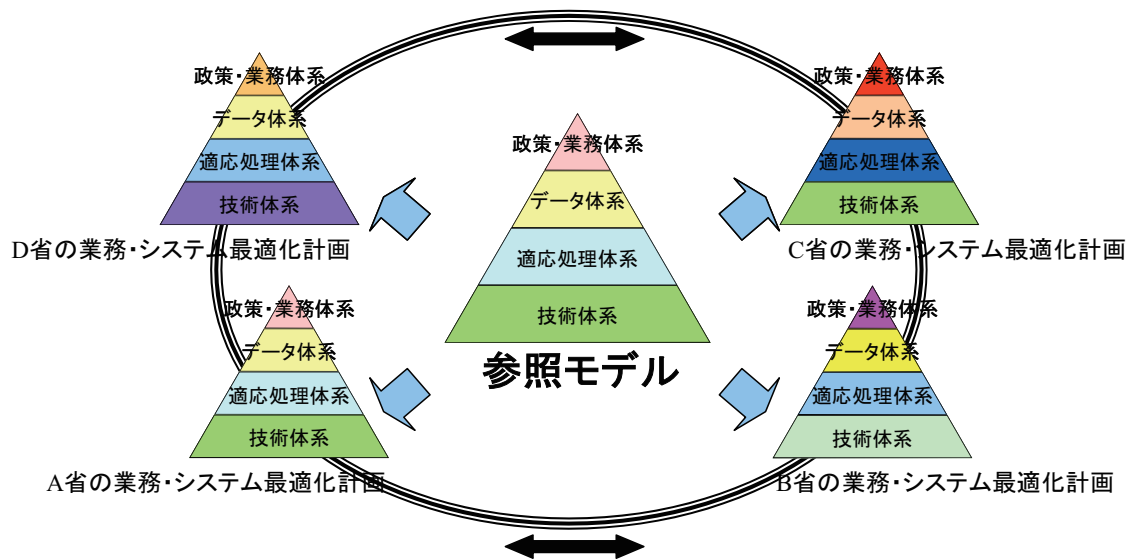 政策・業務体系
データ体系
適応処理体系
技術体系
D省の業務・システム最適化計画
政策・業務体系
データ体系
適応処理体系
技術体系
参照モデル
政策・業務体系
データ体系
適応処理体系
技術体系
C省の業務・システム最適化計画
政策・業務体系
データ体系
適応処理体系
技術体系
A省の業務・システム最適化計画
政策・業務体系
データ体系
適応処理体系
技術体系
B省の業務・システム最適化計画